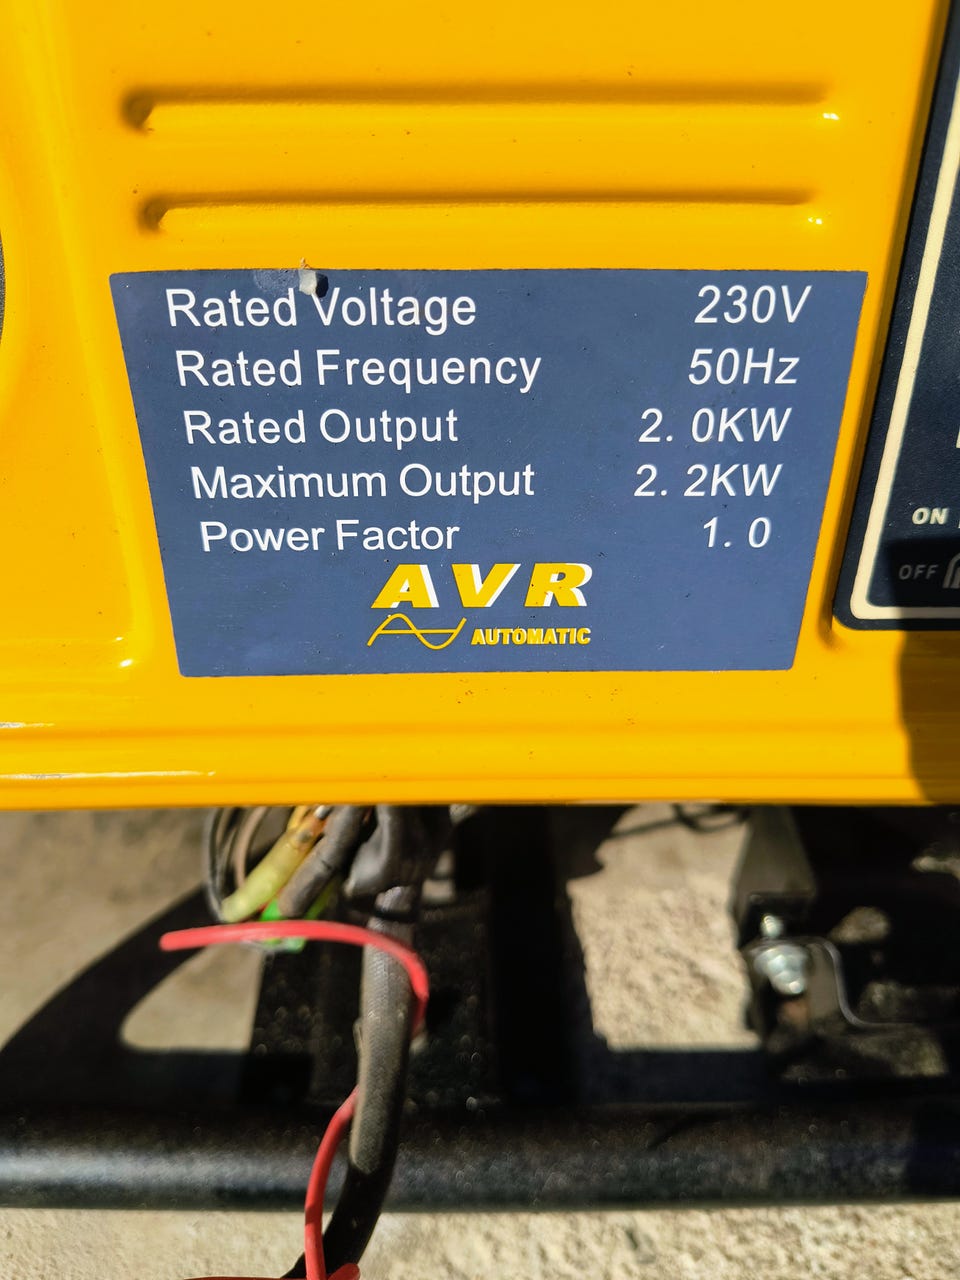 Rated Voltage 230V
Rated Frequency 50Hz
Rated Output 2. 0KW
Maximum Output 2. 2KW
Power Factor 1. 0
AVR
AUTOMATIC
ON
OFF